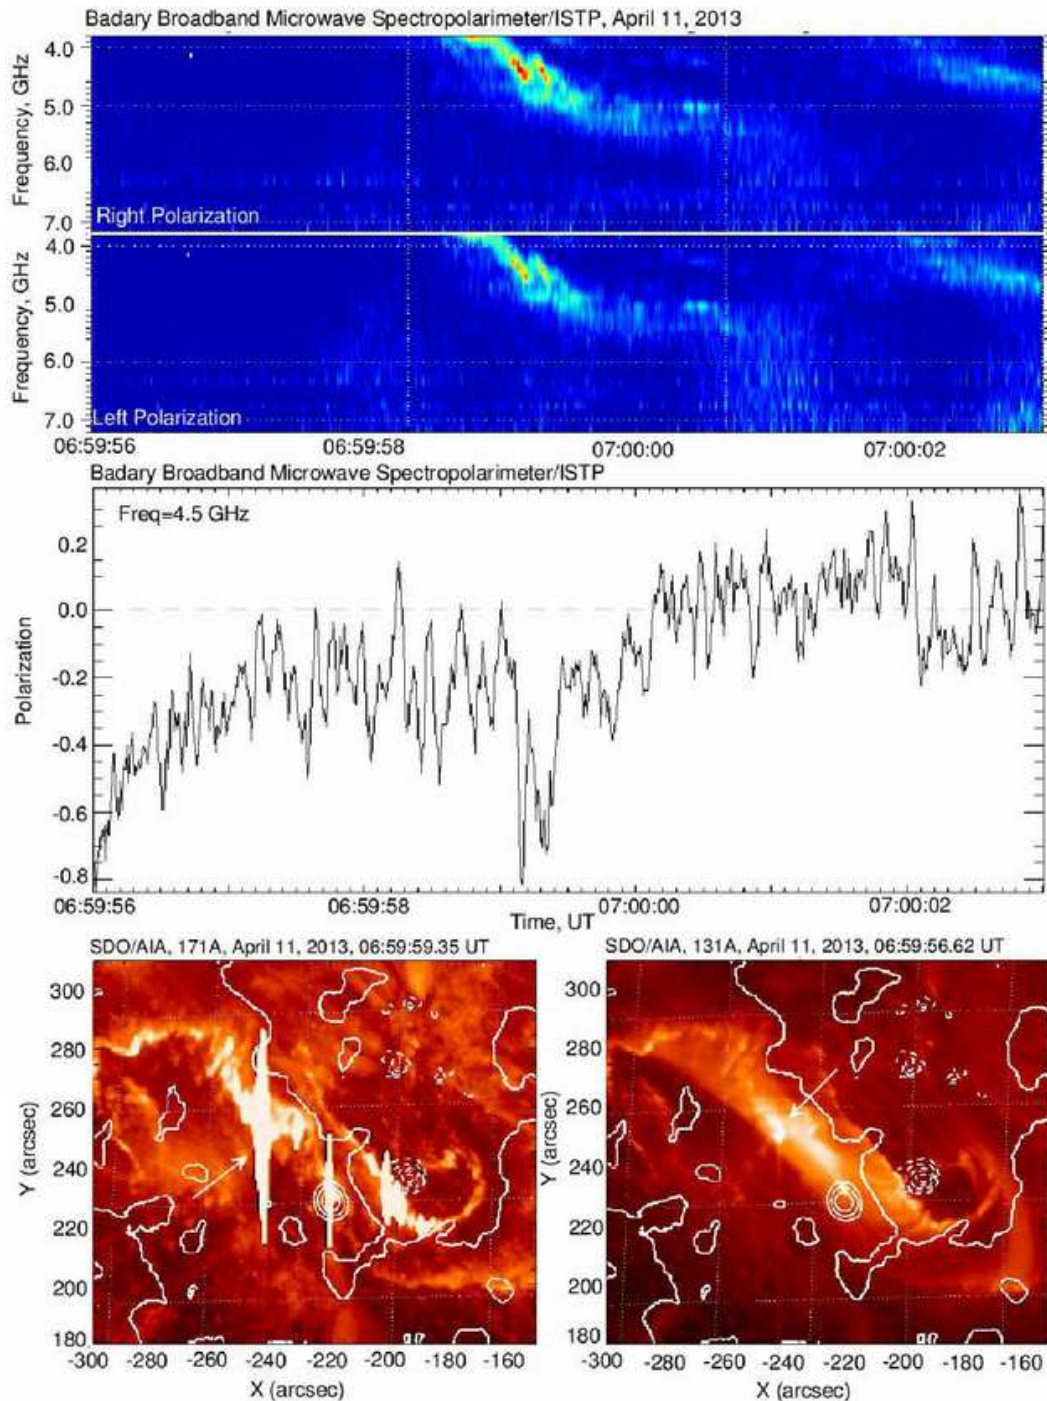 Badary Broadband Microwave Spectropolarimeter/ISTP, April 11, 2013
Frequency, GHz
4.0
5.0
6.0
7.0
Right Polarization
Frequency, GHz
4.0
5.0
6.0
7.0
Left Polarization
06:59:56 06:59:58 07:00:00 07:00:02
Badary Broadband Microwave Spectropolarimeter/ISTP
Freq=4.5 GHz
Polarization
0.2
0.0
-0.2
-0.4
-0.6
-0.8
06:59:56 06:59:58 07:00:00 07:00:02
Time, UT
SDO/AIA, 171A, April 11, 2013, 06:59:59.35 UT
Y (arcsec)
300
280
260
240
220
200
180
-300 -280 -260 -240 -220 -200 -180 -160
X (arcsec)
SDO/AIA, 131A, April 11, 2013, 06:59:56.62 UT
Y (arcsec)
300
280
260
240
220
200
180
-300 -280 -260 -240 -220 -200 -180 -160
X (arcsec)